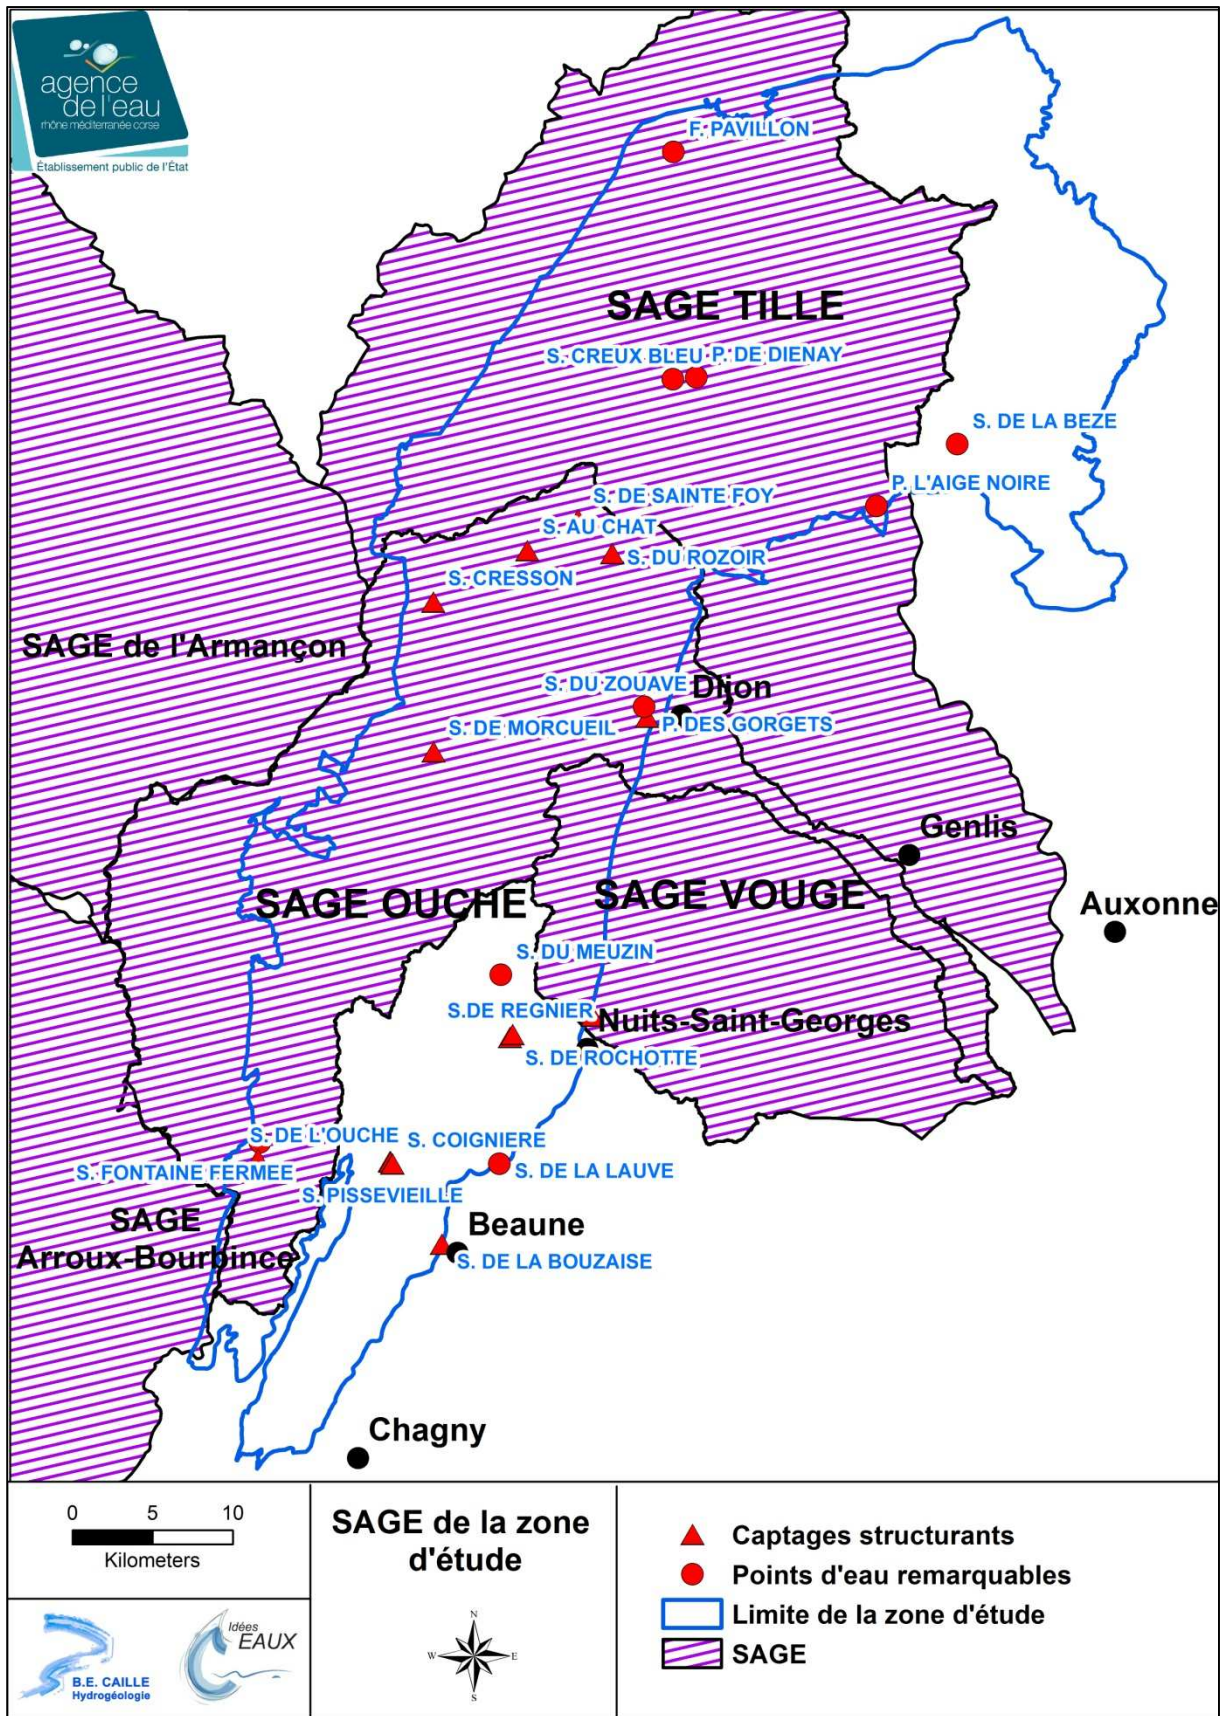 agence
de l'eau
rhône méditerranée corse
Établissement public de l'État
F. PAVILLON
SAGE TILLE
S. CREUX BLEU
P. DE DIENAY
S. DE LA BEZE
P. L'AIGE NOIRE
S. DE SAINTE FOY
S. AU CHAT
S. DU ROZOIR
S. CRESSON
SAGE de l'Armançon
S. DU ZOUAVE
Dijon
S. DE MORCUEIL
P. DES GORGETS
Genlis
SAGE OUCHE
SAGE VOUGE
Auxonne
S. DU MEUZIN
S.DE REGNIER
Nuits-Saint-Georges
S. DE ROCHOTTE
S. DE L'OUCHE
S. COIGNIERE
S. FONTAINE FERMEE
S. DE LA LAUVE
S. PISSEVIEILLE
SAGE
Arroux-Bourbince
Beaune
S. DE LA BOUZAISE
Chagny
0 5 10
Kilometers
SAGE de la zone
d'étude
Captages structurants
Points d'eau remarquables
Limite de la zone d'étude
SAGE
B.E. CAILLE
Hydrogéologie
Idées
EAUX
N
W
E
S